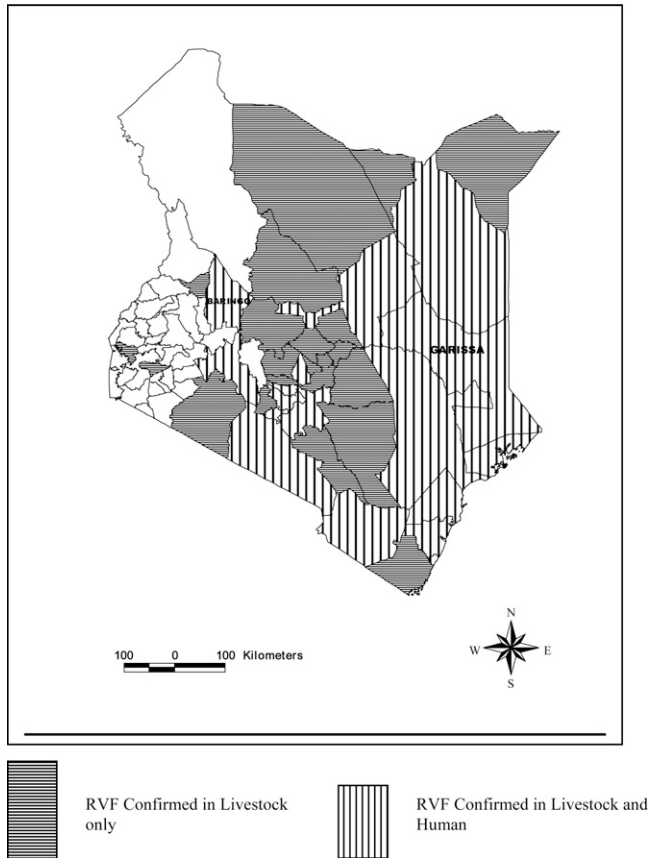 BARINGO
GARISSA
100 0 100 Kilometers
N
W E
S
RVF Confirmed in Livestock
only
RVF Confirmed in Livestock and
Human